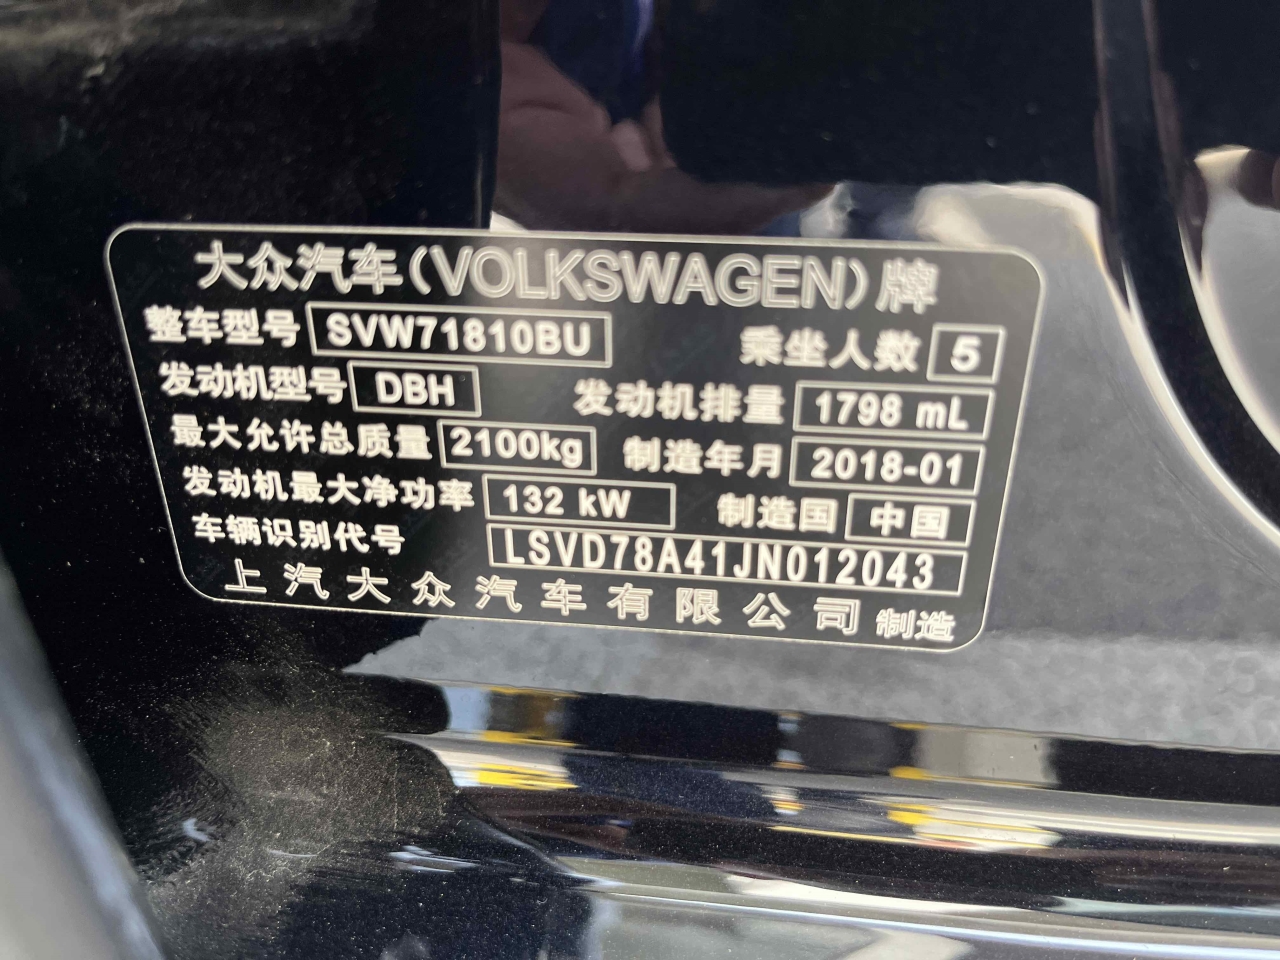 大众汽车(VOLKSWAGEN)牌
整车型号 SVW71810BU 乘坐人数 5
发动机型号 DBH 发动机排量 1798 mL
最大允许总质量 2100kg 制造年月 2018-01
发动机最大净功率 132 kW 制造国 中国
车辆识别代号 LSVD78A41JN012043
上汽大众汽车有限公司制造